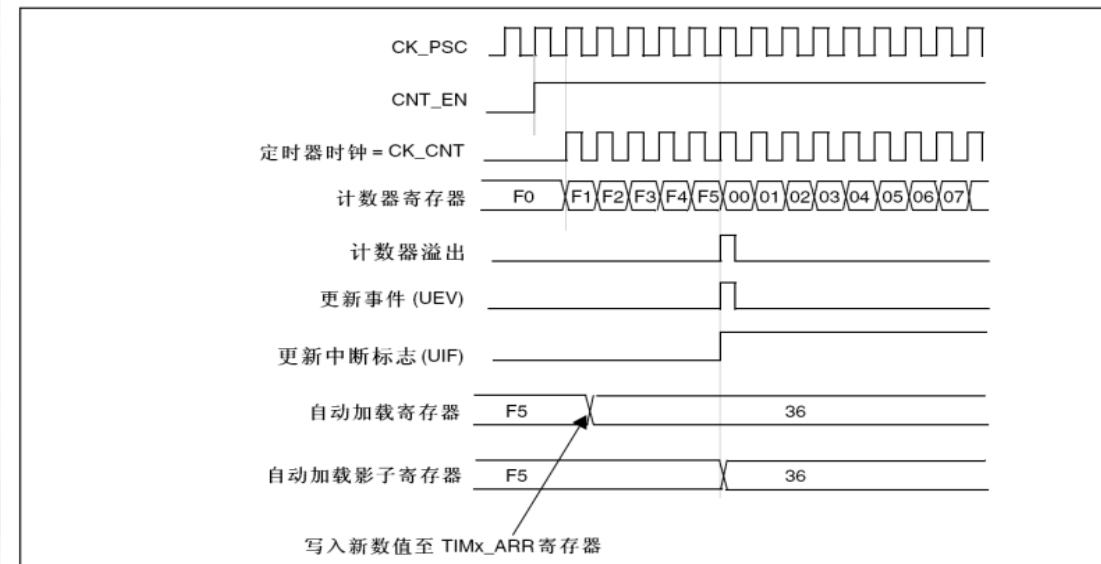 CK_PSC
CNT_EN
定时器时钟 = CK_CNT
计数器寄存器 F0 F1 F2 F3 F4 F5 00 01 02 03 04 05 06 07
计数器溢出
更新事件 (UEV)
更新中断标志 (UIF)
自动加载寄存器 F5 36
自动加载影子寄存器 F5 36
写入新数值至 TIMx_ARR 寄存器